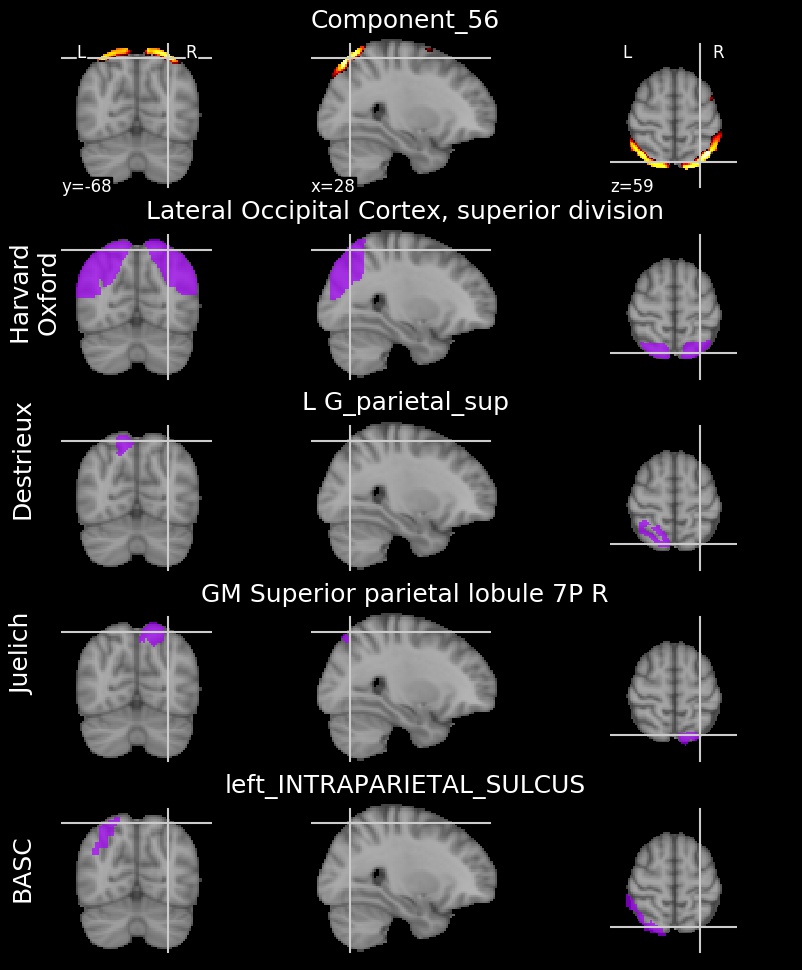 Component_56
L R
L R
y=-68
x=28
z=59
Lateral Occipital Cortex, superior division
Harvard
Oxford
L G_parietal_sup
Destrieux
GM Superior parietal lobule 7P R
Juelich
left_INTRAPARIETAL_SULCUS
BASC